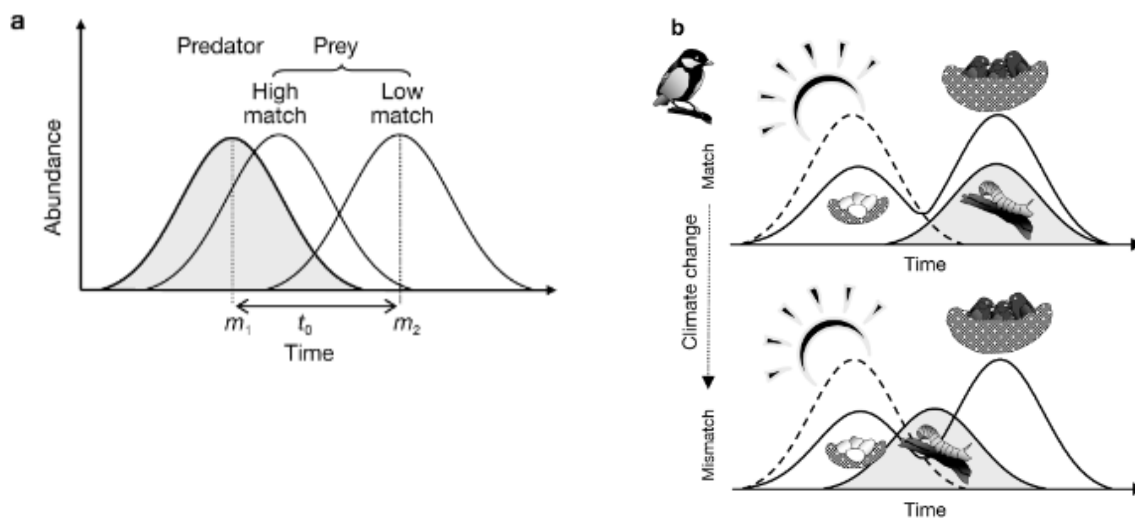 a
Predator
Prey
High
match
Low
match
Abundance
m₁
t₀
m₂
Time
b
Match
Climate change
Mismatch
Time
Time